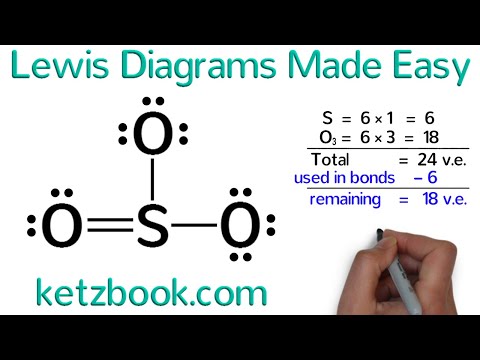 Lewis Diagrams Made Easy
S = 6 × 1 = 6
O₃ = 6 × 3 = 18
Total = 24 v.e.
used in bonds – 6
remaining = 18 v.e.
O
O S O
ketzbook.com